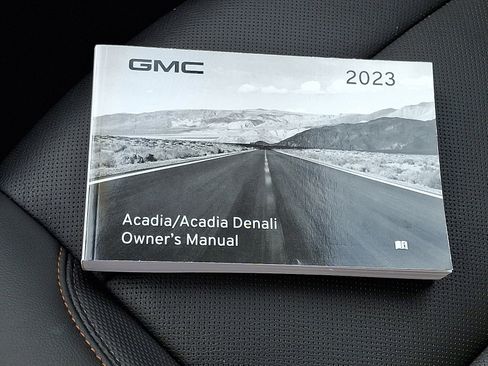 GMC
2023
Acadia/Acadia Denali
Owner's Manual